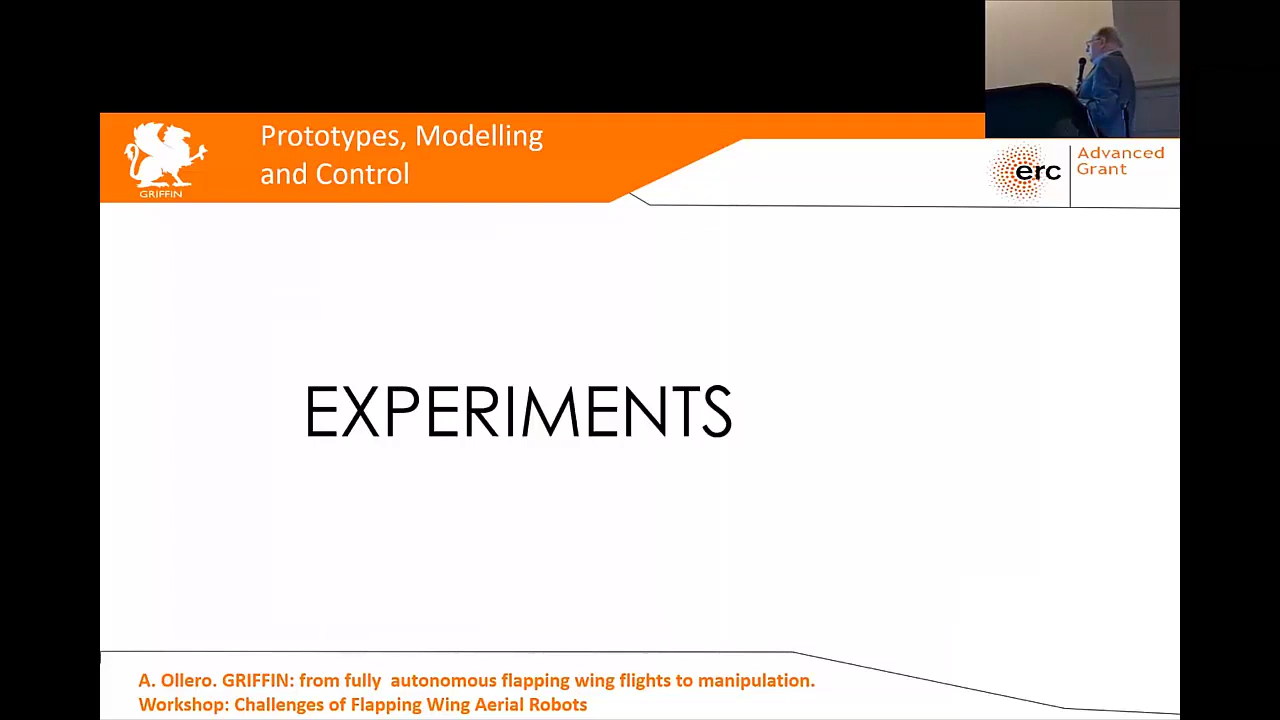 Prototypes, Modelling
and Control
GRIFFIN
erc
Advanced
Grant
EXPERIMENTS
A. Ollero. GRIFFIN: from fully autonomous flapping wing flights to manipulation.
Workshop: Challenges of Flapping Wing Aerial Robots